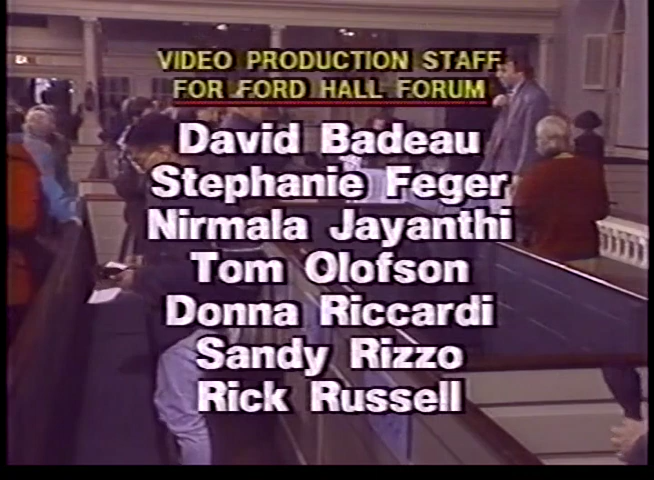 VIDEO PRODUCTION STAFF
FOR FORD HALL FORUM
David Badeau
Stephanie Feger
Nirmala Jayanthi
Tom Olofson
Donna Riccardi
Sandy Rizzo
Rick Russell